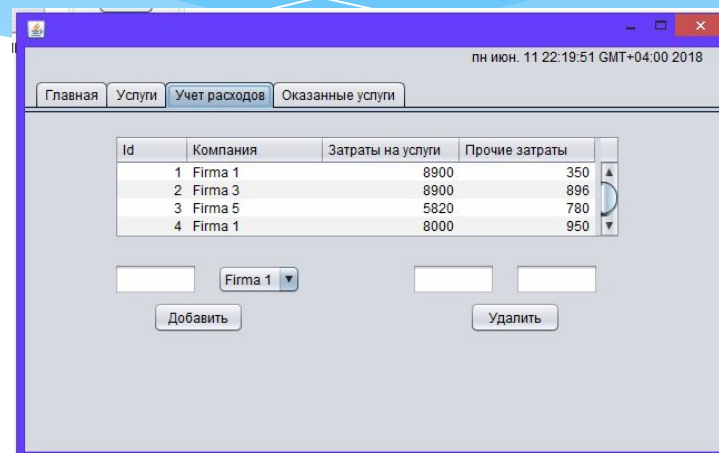 пн июн. 11 22:19:51 GMT+04:00 2018
Главная Услуги Учет расходов Оказанные услуги
Id Компания Затраты на услуги Прочие затраты
1 Firma 1 8900 350
2 Firma 3 8900 896
3 Firma 5 5820 780
4 Firma 1 8000 950
Firma 1
Добавить Удалить